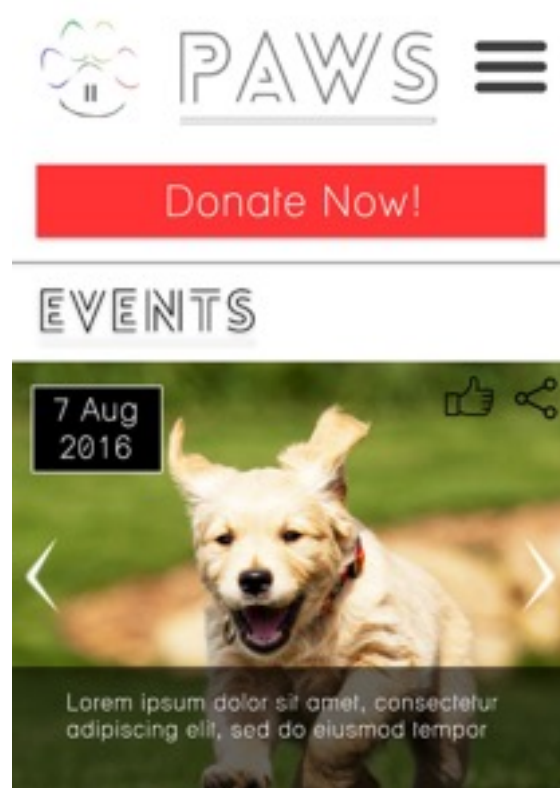 PAWS
Donate Now!
EVENTS
7 Aug
2016
Lorem ipsum dolor sit amet, consectetur
adipiscing elit, sed do eiusmod tempor